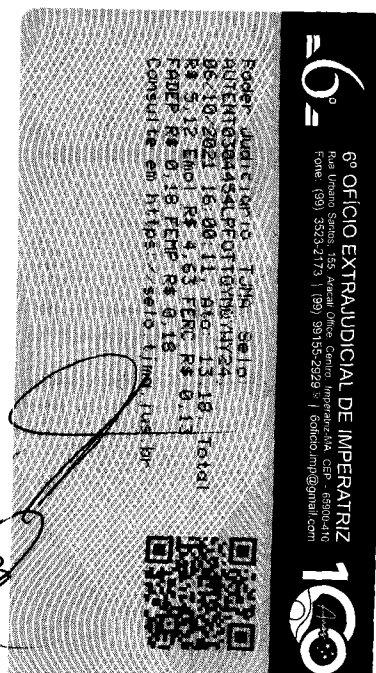 6º
6º OFÍCIO EXTRAJUDICIAL DE IMPERATRIZ
Rua Urbano Santos, 155, Aracati Office, Centro, Imperatriz-MA, CEP - 65900-410
Fone: (99) 3523-2173 | (99) 99155-2929 | 6oficio.imp@gmail.com
Poder Judiciário TJMA Selo:
06/10/2021 16:06:11, Ato: 13.18, Total
R$ 5,12 Emol R$ 4,63 FERC R$ 0,13
FADEP R$ 0,18 FEMP R$ 0,18
Consulte em https://selo.tjma.jus.br